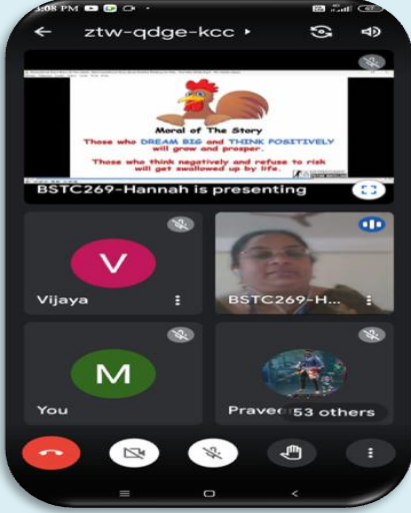 3:08 PM
ztw-qdge-kcc
Moral of The Story
Those who DREAM BIG and THINK POSITIVELY
will grow and prosper.
Those who think negatively and refuse to risk
will get swallowed up by life.
BSTC269-Hannah is presenting
V
Vijaya
BSTC269-H...
M
You
Pravee
53 others